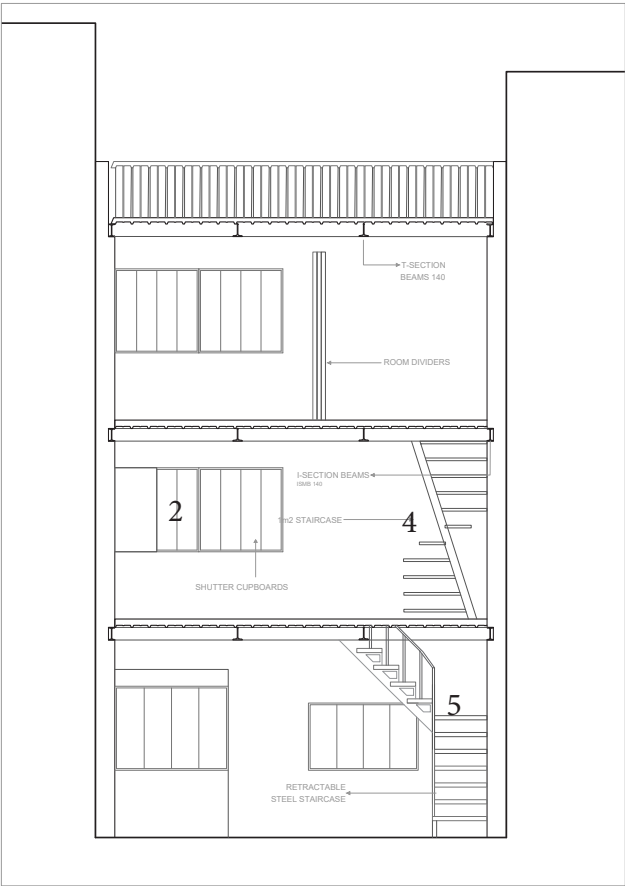 T-SECTION
BEAMS 140
ROOM DIVIDERS
I-SECTION BEAMS
ISMB 140
2
1m2 STAIRCASE
4
SHUTTER CUPBOARDS
5
RETRACTABLE
STEEL STAIRCASE